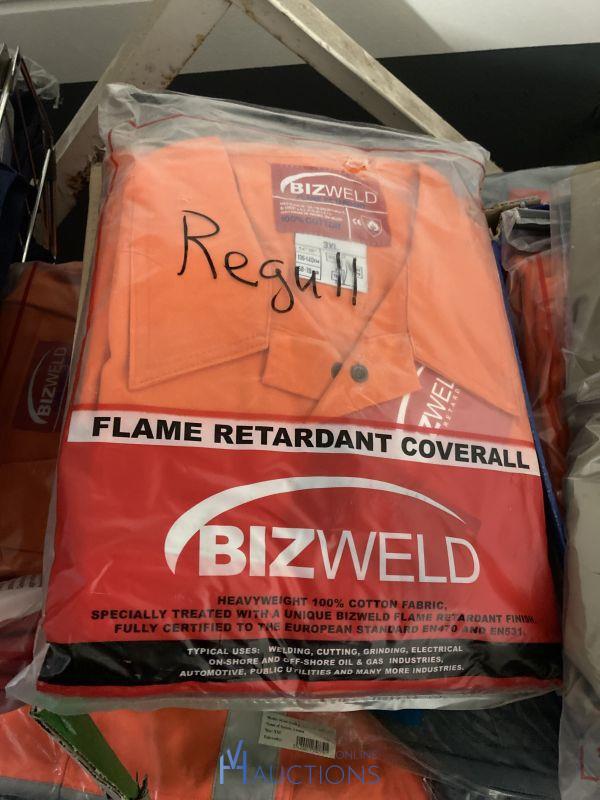 BIZWELD
100% COTTON
3XL
Regull
BIZWELD
FLAME RETARDANT COVERALL
BIZWELD
HEAVYWEIGHT 100% COTTON FABRIC,
SPECIALLY TREATED WITH A UNIQUE BIZWELD FLAME RETARDANT FINISH.
FULLY CERTIFIED TO THE EUROPEAN STANDARD EN470 AND EN531.
TYPICAL USES: WELDING, CUTTING, GRINDING, ELECTRICAL
ON-SHORE AND OFF-SHORE OIL & GAS INDUSTRIES,
AUTOMOTIVE, PUBLIC UTILITIES AND MANY MORE INDUSTRIES.
ONLINE
AUCTIONS